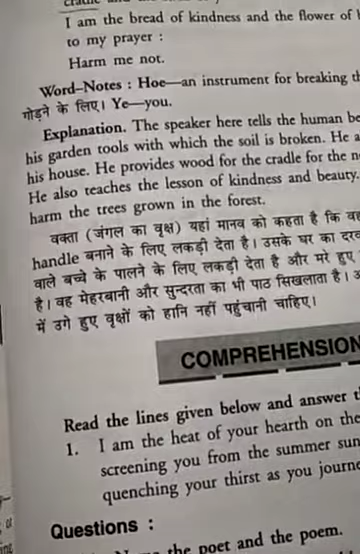 I am the bread of kindness and the flower of
to my prayer :
Harm me not.
Word–Notes : Hoe—an instrument for breaking
गोड़ने के लिए। Ye—you.
Explanation. The speaker here tells the human
his garden tools with which the soil is broken. He
his house. He provides wood for the cradle for the
He also teaches the lesson of kindness and beauty.
harm the trees grown in the forest.
वक्ता (जंगल का वृक्ष) यहां मानव को कहता है कि
handle बनाने के लिए लकड़ी देता है। उसके घर का
वाले बच्चे के पालने के लिए लकड़ी देता है और मरे हुए
है। वह मेहरबानी और सुन्दरता का भी पाठ सिखलाता है।
में उगे हुए वृक्षों को हानि नहीं पहुंचानी चाहिए।
COMPREHENSION
Read the lines given below and answer
1. I am the heat of your hearth on the
screening you from the summer
quenching your thirst as you
Questions :
the poet and the poem.